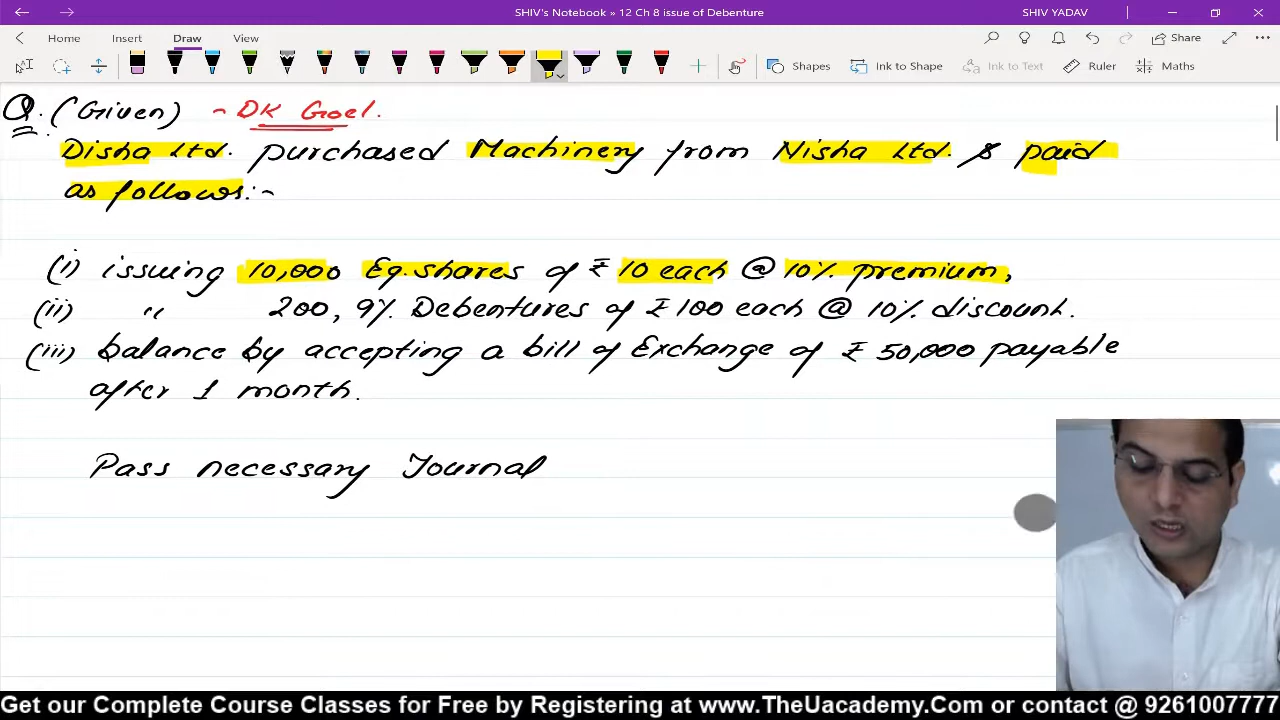 SHIV's Notebook » 12 Ch 8 issue of Debenture
SHIV YADAV
Home Insert Draw View
Share
Shapes Ink to Shape Ink to Text Ruler Maths
Q. (Given) - DK Goel.
Disha Ltd. purchased Machinery from Nisha Ltd. & paid
as follows:-
(i) issuing 10,000 Eq. shares of ₹ 10 each @ 10% premium,
(ii) " 200, 9% Debentures of ₹ 100 each @ 10% discount.
(iii) balance by accepting a bill of Exchange of ₹ 50,000 payable
after 1 month.
Pass necessary Journal
Get our Complete Course Classes for Free by Registering at www.TheUacademy.Com or contact @ 9261007777